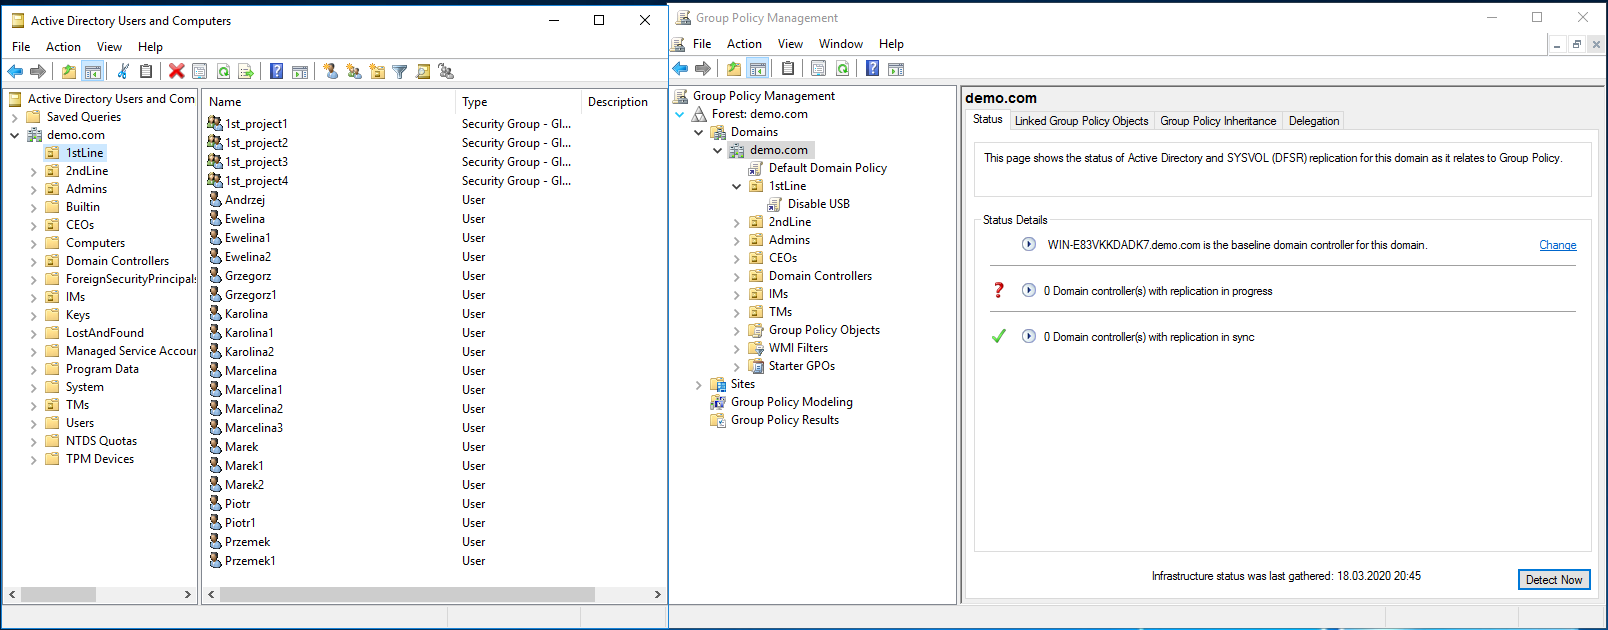 Active Directory Users and Computers
File Action View Help
Active Directory Users and Com
Saved Queries
demo.com
1stLine
2ndLine
Admins
Builtin
CEOs
Computers
Domain Controllers
ForeignSecurityPrincipals
IMs
Keys
LostAndFound
Managed Service Accour
Program Data
System
TMs
Users
NTDS Quotas
TPM Devices
Name Type Description
1st_project1 Security Group - Gl...
1st_project2 Security Group - Gl...
1st_project3 Security Group - Gl...
1st_project4 Security Group - Gl...
Andrzej User
Ewelina User
Ewelina1 User
Ewelina2 User
Grzegorz User
Grzegorz1 User
Karolina User
Karolina1 User
Karolina2 User
Marcelina User
Marcelina1 User
Marcelina2 User
Marcelina3 User
Marek User
Marek1 User
Marek2 User
Piotr User
Piotr1 User
Przemek User
Przemek1 User
Group Policy Management
File Action View Window Help
Group Policy Management
Forest: demo.com
Domains
demo.com
Default Domain Policy
1stLine
Disable USB
2ndLine
Admins
CEOs
Domain Controllers
IMs
TMs
Group Policy Objects
WMI Filters
Starter GPOs
Sites
Group Policy Modeling
Group Policy Results
demo.com
Status Linked Group Policy Objects Group Policy Inheritance Delegation
This page shows the status of Active Directory and SYSVOL (DFSR) replication for this domain as it relates to Group Policy.
Status Details
WIN-E83VKKDADK7.demo.com is the baseline domain controller for this domain. Change
0 Domain controller(s) with replication in progress
0 Domain controller(s) with replication in sync
Infrastructure status was last gathered: 18.03.2020 20:45
Detect Now